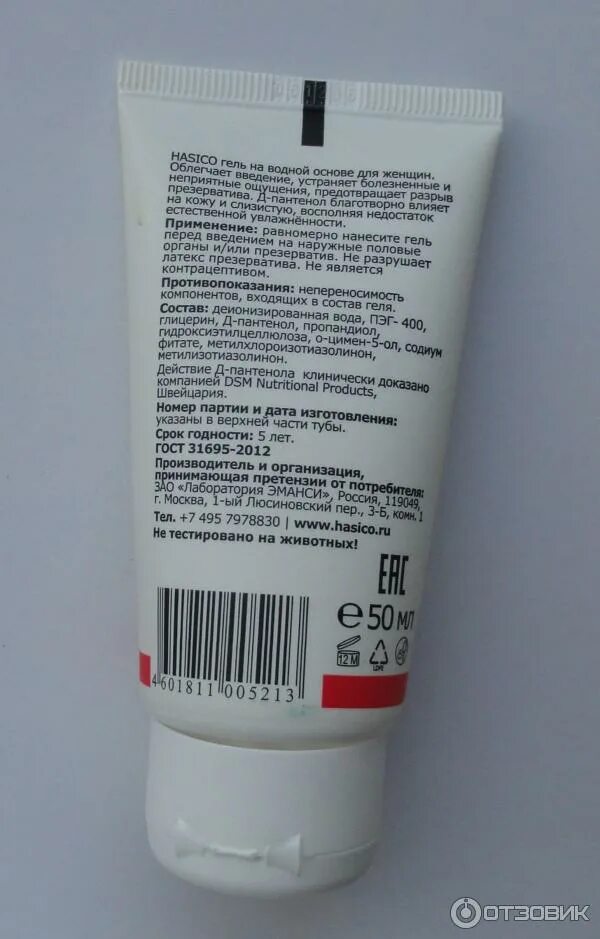 HASICO гель на водной основе для женщин.
Облегчает введение, устраняет болезненные и
неприятные ощущения, предотвращает разрыв
презерватива. Д-пантенол благотворно влияет
на кожу и слизистую, восполняя недостаток
естественной увлажнённости.
Применение: равномерно нанесите гель
перед введением на наружные половые
органы и/или презерватив. Не разрушает
латекс презерватива. Не является
контрацептивом.
Противопоказания: непереносимость
компонентов, входящих в состав геля.
Состав: деионизированная вода, ПЭГ- 400,
глицерин, Д-пантенол, пропандиол,
гидроксиэтилцеллюлоза, о-цимен-5-ол, содиум
фитате, метилхлороизотиазолинон,
метилизотиазолинон.
Действие Д-пантенола клинически доказано
компанией DSM Nutritional Products,
Швейцария.
Номер партии и дата изготовления:
указаны в верхней части тубы.
Срок годности: 5 лет.
ГОСТ 31695-2012
Производитель и организация,
принимающая претензии от потребителя:
ЗАО «Лаборатория ЭМАНСИ», Россия, 119049,
г. Москва, 1-ый Люсиновский пер., 3-Б, комн. 1
Тел. +7 495 7978830 | www.hasico.ru
Не тестировано на животных!
EAC
e 50 мл
12 M
LDPE
4 601811 005213
ОТЗОВИК